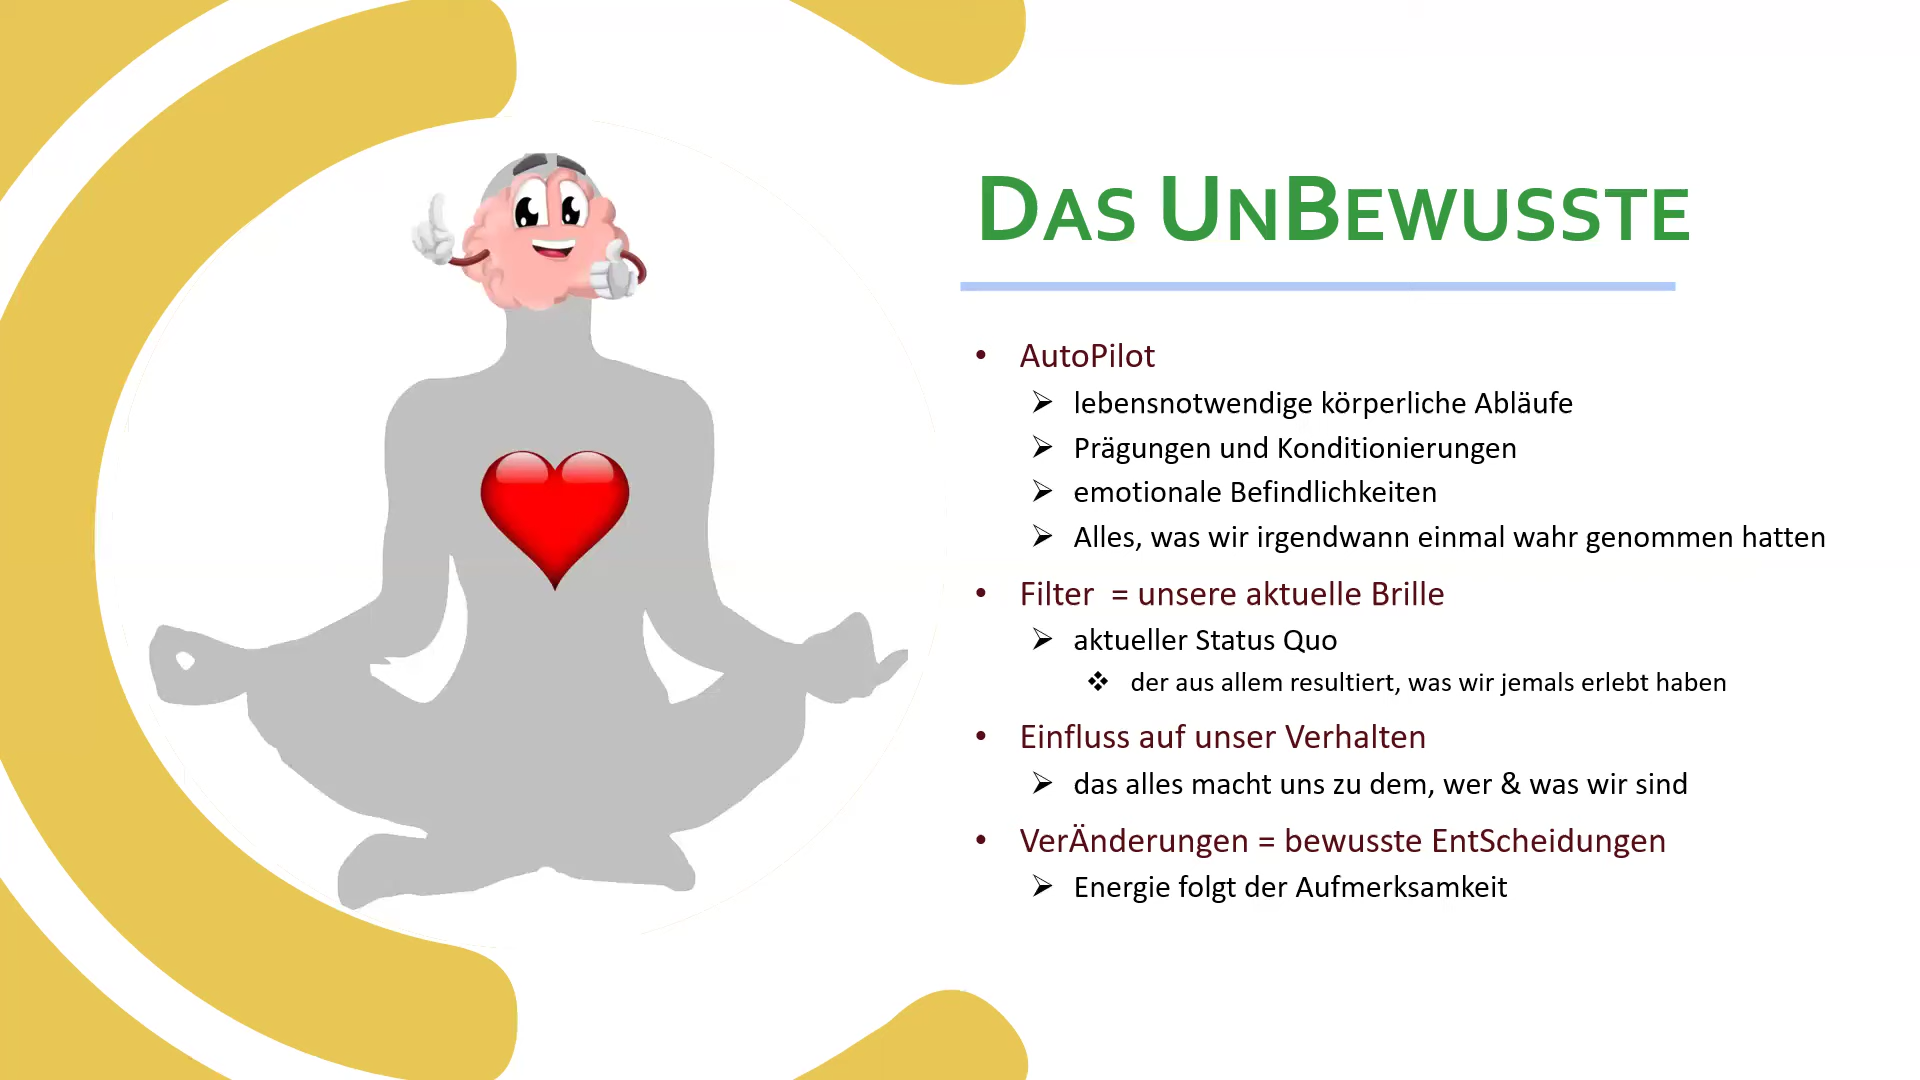 DAS UNBEWUSSTE
• AutoPilot
➢ lebensnotwendige körperliche Abläufe
➢ Prägungen und Konditionierungen
➢ emotionale Befindlichkeiten
➢ Alles, was wir irgendwann einmal wahr genommen hatten
• Filter = unsere aktuelle Brille
➢ aktueller Status Quo
❖ der aus allem resultiert, was wir jemals erlebt haben
• Einfluss auf unser Verhalten
➢ das alles macht uns zu dem, wer & was wir sind
• VerÄnderungen = bewusste EntScheidungen
➢ Energie folgt der Aufmerksamkeit